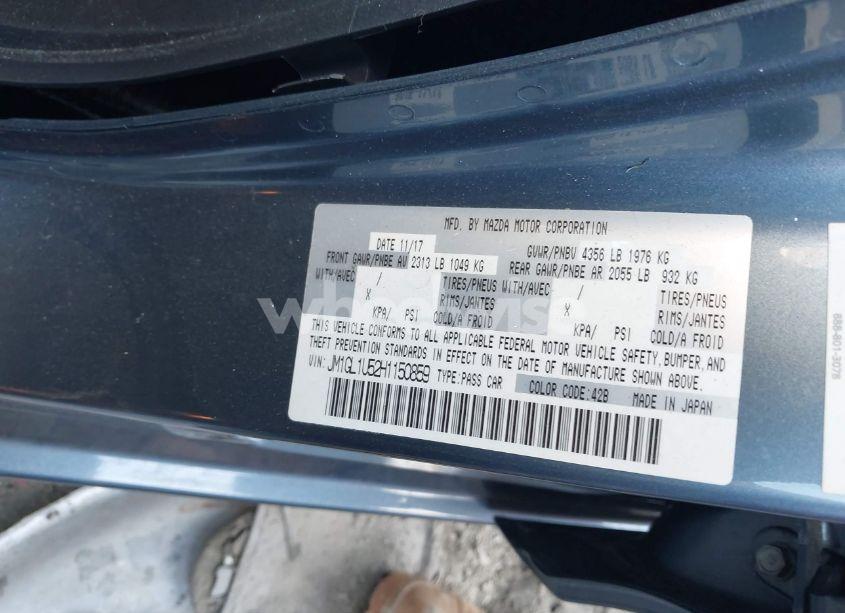 MFD. BY MAZDA MOTOR CORPORATION
DATE 11/17 GVWR/PNBV 4356 LB 1976 KG
FRONT GAWR/PNBE AV 2313 LB 1049 KG REAR GAWR/PNBE AR 2055 LB 932 KG
WITH/AVEC / TIRES/PNEUS WITH/AVEC / TIRES/PNEUS
X RIMS/JANTES X RIMS/JANTES
KPA/ PSI COLD/A FROID KPA/ PSI COLD/A FROID
THIS VEHICLE CONFORMS TO ALL APPLICABLE FEDERAL MOTOR VEHICLE SAFETY, BUMPER, AND
THEFT PREVENTION STANDARDS IN EFFECT ON THE DATE OF MANUFACTURE SHOWN ABOVE.
VIN: JM1GL1U52H1150859 TYPE: PASS CAR COLOR CODE: 42B MADE IN JAPAN
888-801-3078